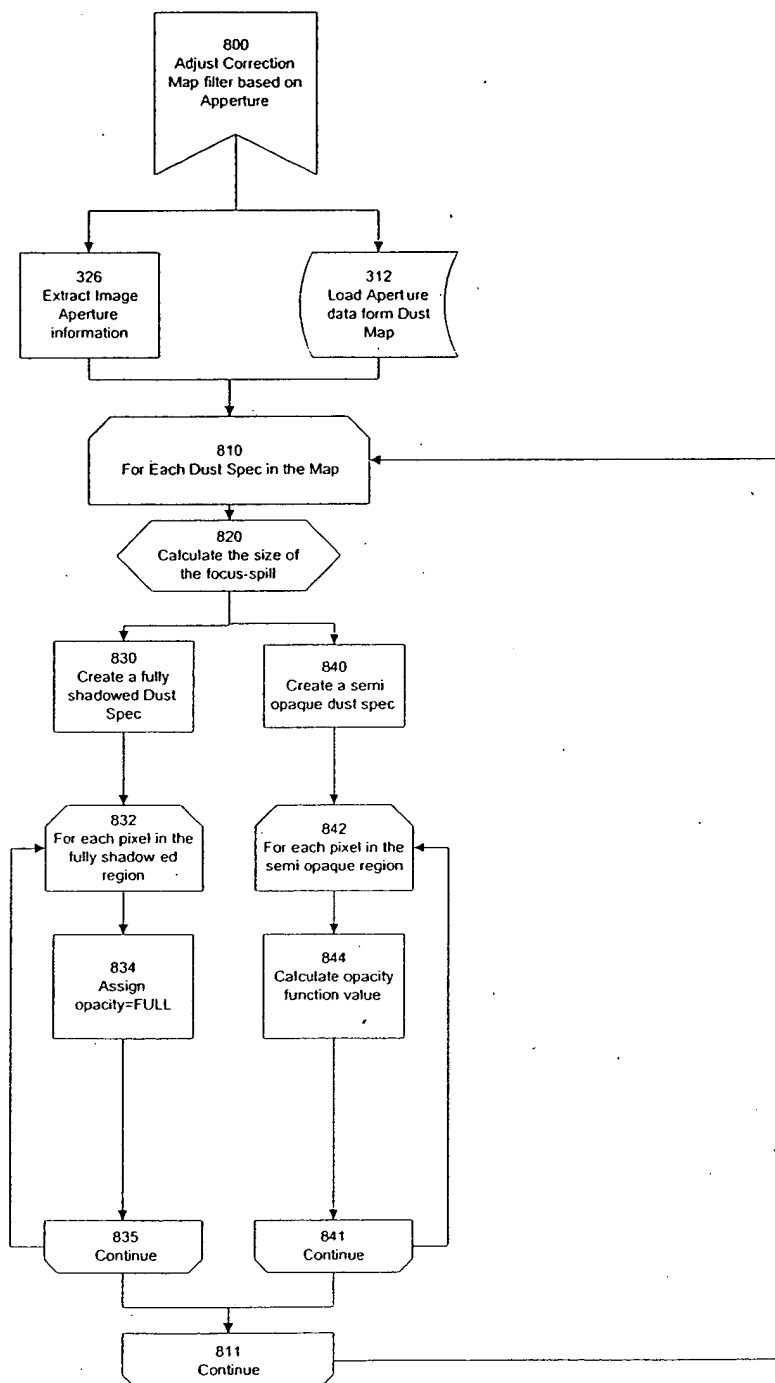 800
Adjust Correction
Map filter based on
Apperture
326
Extract Image
Aperture
information
312
Load Aperture
data form Dust
Map
810
For Each Dust Spec in the Map
820
Calculate the size of
the focus-spill
830
Create a fully
shadowed Dust
Spec
840
Create a semi
opaque dust spec
832
For each pixel in the
fully shadow ed
region
842
For each pixel in the
semi opaque region
834
Assign
opacity=FULL
844
Calculate opacity
function value
835
Continue
841
Continue
811
Continue